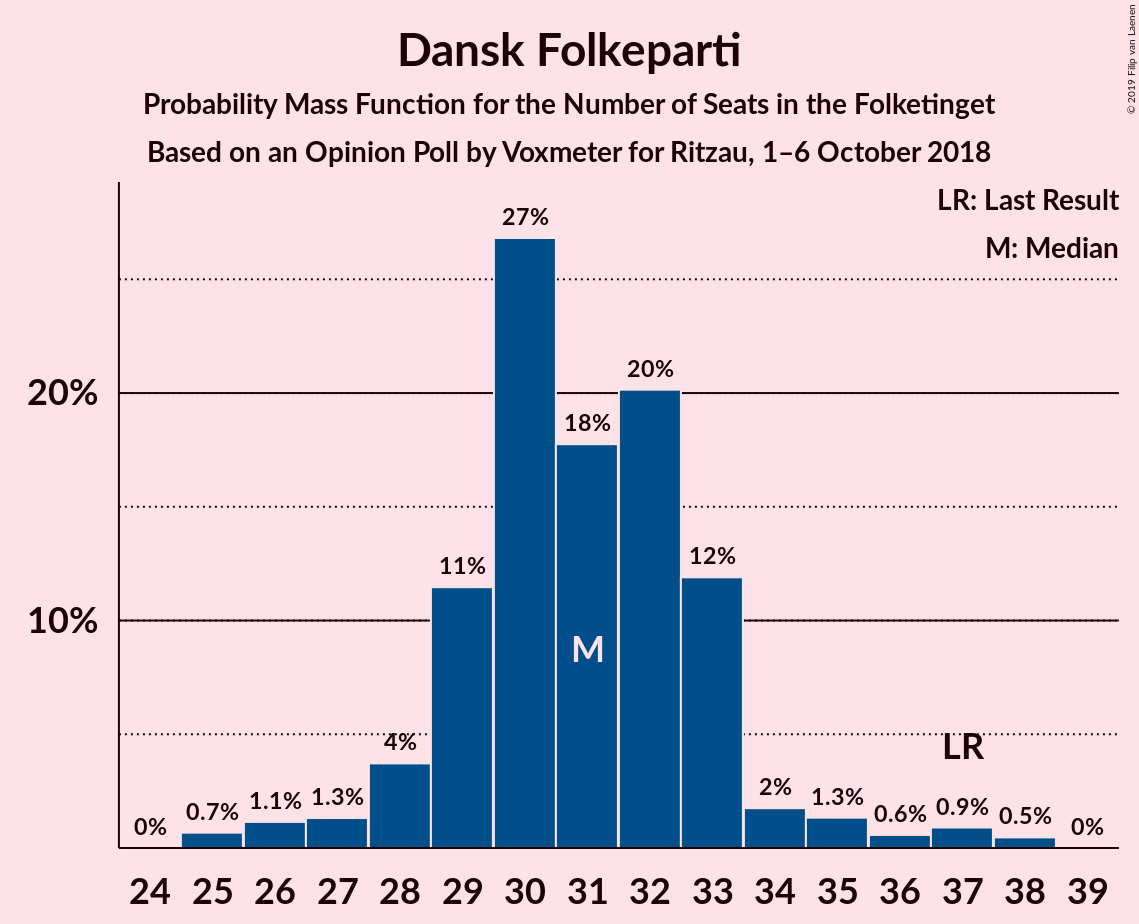 Dansk Folkeparti
Probability Mass Function for the Number of Seats in the Folketinget
Based on an Opinion Poll by Voxmeter for Ritzau, 1–6 October 2018
© 2019 Filip van Laenen
LR: Last Result
M: Median
20%
10%
0%
0.7%
1.1%
1.3%
4%
11%
27%
18%
20%
12%
2%
1.3%
0.6%
0.9%
0.5%
0%
M
LR
24 25 26 27 28 29 30 31 32 33 34 35 36 37 38 39